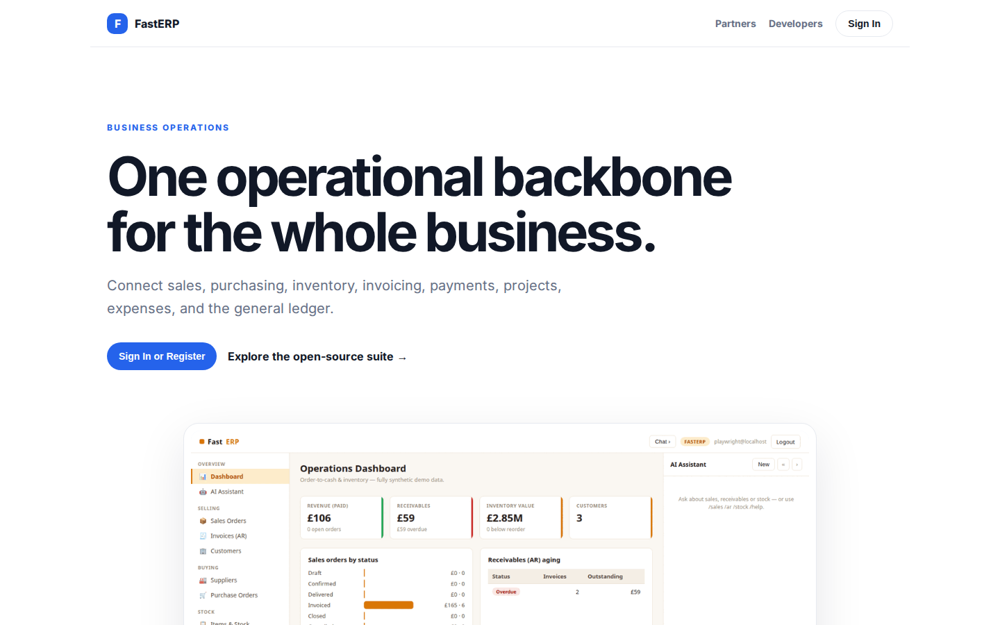 F FastERP
Partners Developers Sign In
BUSINESS OPERATIONS
One operational backbone
for the whole business.
Connect sales, purchasing, inventory, invoicing, payments, projects,
expenses, and the general ledger.
Sign In or Register Explore the open-source suite →
Fast ERP
Chat › FASTERP playwright@localhost Logout
OVERVIEW
Dashboard
AI Assistant
SELLING
Sales Orders
Invoices (AR)
Customers
BUYING
Suppliers
Purchase Orders
STOCK
Items & Stock
Operations Dashboard
Order-to-cash & inventory — fully synthetic demo data.
REVENUE (PAID)
£106
0 open orders
RECEIVABLES
£59
£59 overdue
INVENTORY VALUE
£2.85M
0 below reorder
CUSTOMERS
3
Sales orders by status
Draft £0 · 0
Confirmed £0 · 0
Delivered £0 · 0
Invoiced £165 · 6
Closed £0 · 0
Receivables (AR) aging
Status Invoices Outstanding
Overdue 2 £59
AI Assistant New « ›
Ask about sales, receivables or stock — or use
/sales /ar /stock /help.